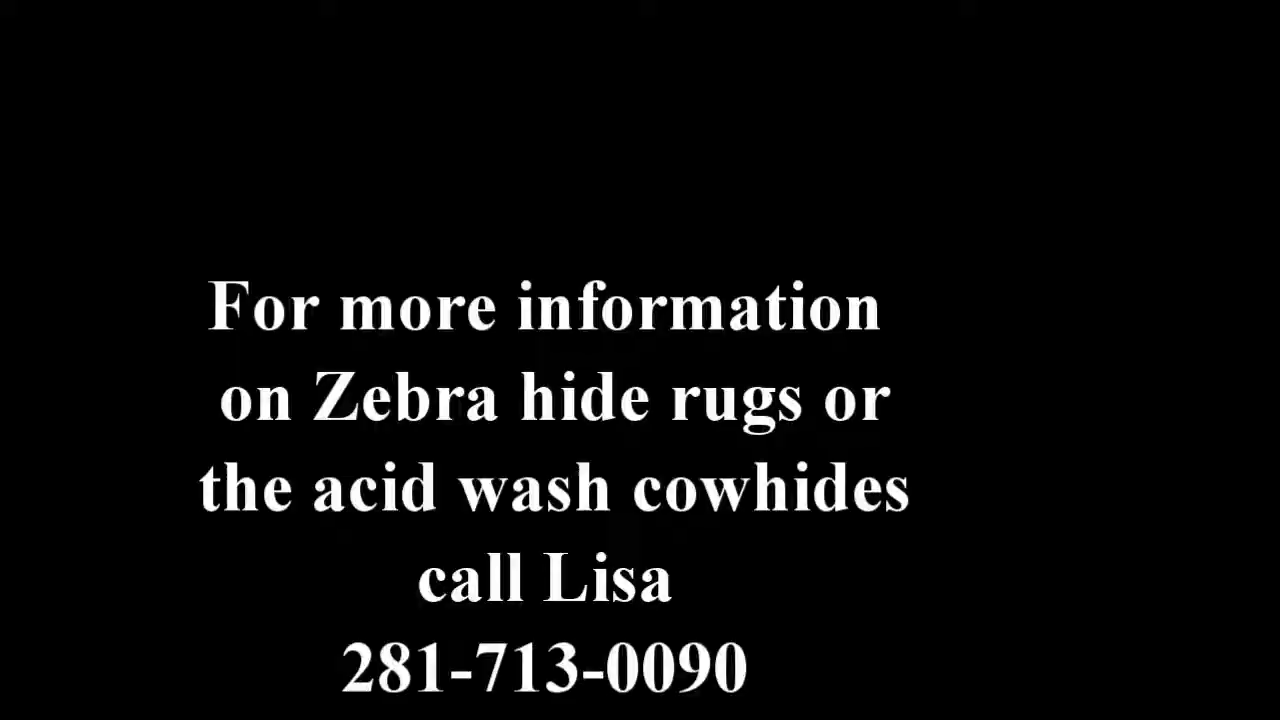 For more information
on Zebra hide rugs or
the acid wash cowhides
call Lisa
281-713-0090